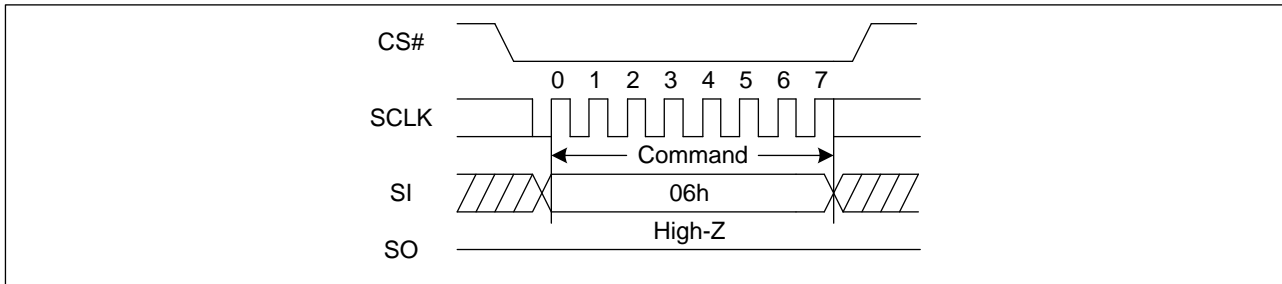 CS#
0 1 2 3 4 5 6 7
SCLK
Command
SI
06h
High-Z
SO